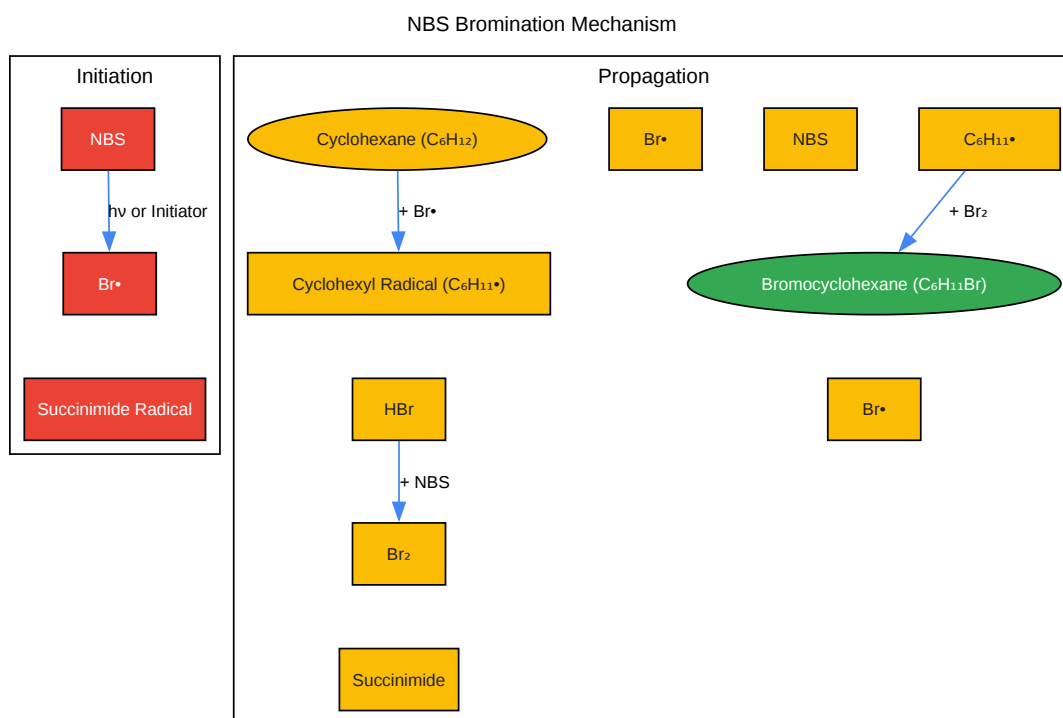 NBS Bromination Mechanism
Initiation
NBS
hν or Initiator
Br•
Succinimide Radical
Propagation
Cyclohexane (C₆H₁₂)
Br•
NBS
C₆H₁₁•
+ Br•
+ Br₂
Cyclohexyl Radical (C₆H₁₁•)
Bromocyclohexane (C₆H₁₁Br)
HBr
Br•
+ NBS
Br₂
Succinimide